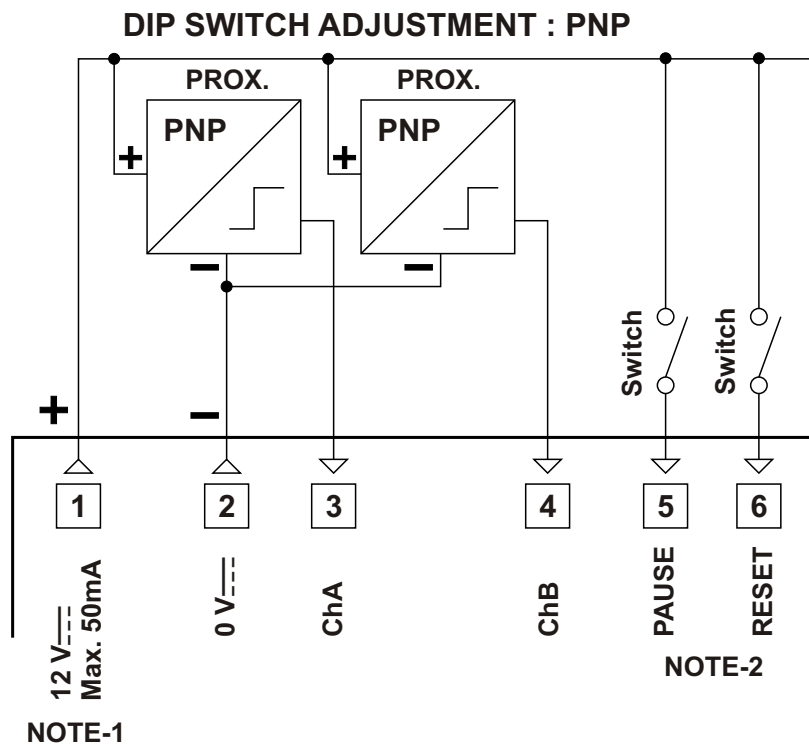 DIP SWITCH ADJUSTMENT : PNP
PROX.
PROX.
PNP
PNP
+
+
−
−
Switch
Switch
+
−
1
2
3
4
5
6
12 V⎓
Max. 50mA
0 V⎓
ChA
ChB
PAUSE
RESET
NOTE-2
NOTE-1